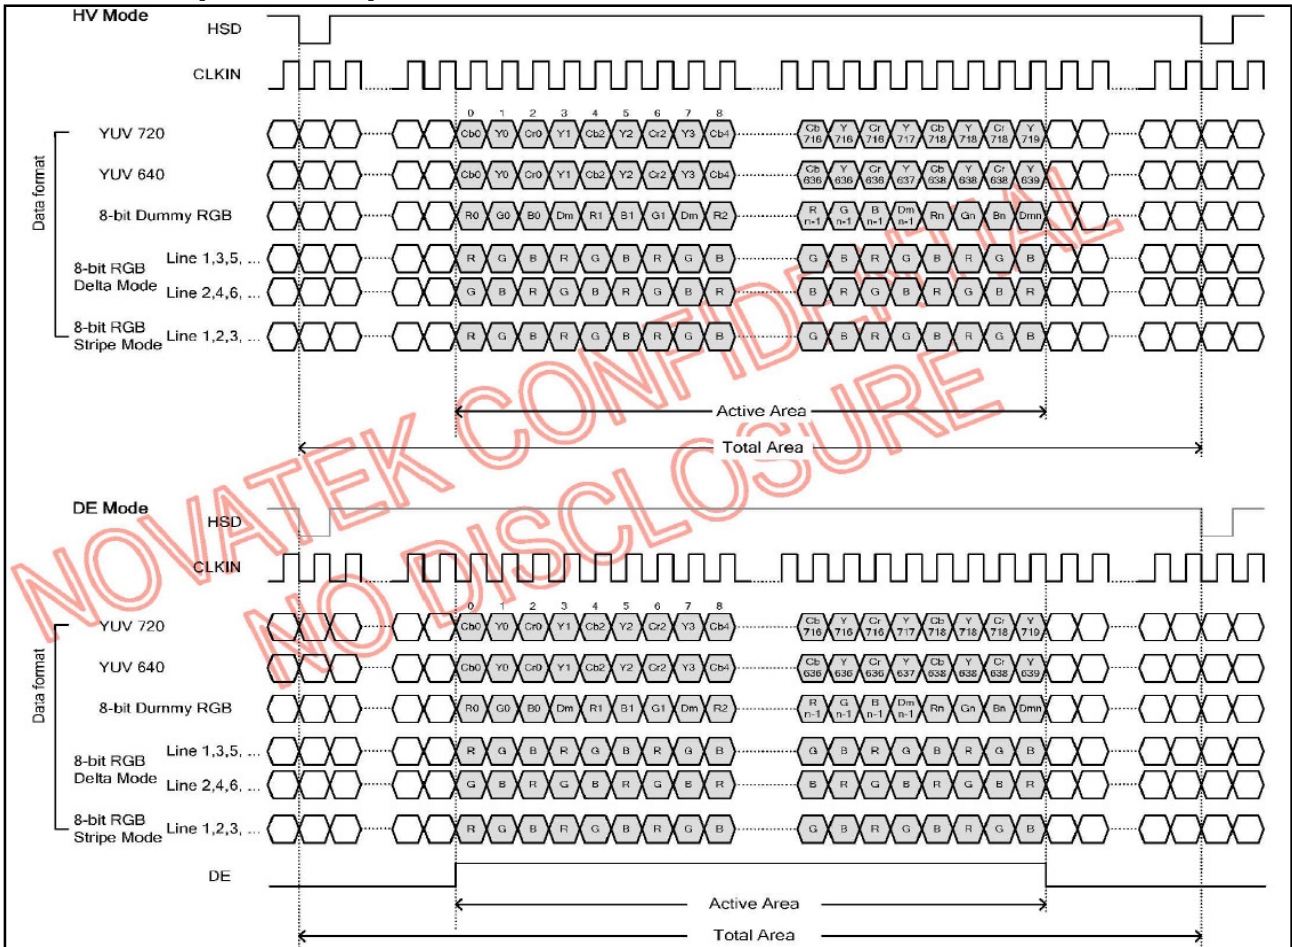 HV Mode
HSD
CLKIN
0 1 2 3 4 5 6 7 8
YUV 720 Cb0 Y0 Cr0 Y1 Cb2 Y2 Cr2 Y3 Cb4 Cb 716 Y 716 Cr 716 Y 717 Cb 718 Y 718 Cr 718 Y 719
YUV 640 Cb0 Y0 Cr0 Y1 Cb2 Y2 Cr2 Y3 Cb4 Cb 636 Y 636 Cr 636 Y 637 Cb 638 Y 638 Cr 638 Y 639
Data format
8-bit Dummy RGB R0 G0 B0 Dm R1 B1 G1 Dm R2 R n-1 G n-1 B n-1 Dm n-1 Rn Gn Bn Dmn
8-bit RGB Delta Mode
Line 1,3,5, ... R G B R G B R G B G B R G B R G B
Line 2,4,6, ... G B R G B R G B R B R G B R G B R
8-bit RGB Stripe Mode
Line 1,2,3, ... R G B R G B R G B G B R G B R G B
Active Area
Total Area
NOVATEK CONFIDENTIAL
NO DISCLOSURE
DE Mode
HSD
CLKIN
0 1 2 3 4 5 6 7 8
YUV 720 Cb0 Y0 Cr0 Y1 Cb2 Y2 Cr2 Y3 Cb4 Cb 716 Y 716 Cr 716 Y 717 Cb 718 Y 718 Cr 718 Y 719
YUV 640 Cb0 Y0 Cr0 Y1 Cb2 Y2 Cr2 Y3 Cb4 Cb 636 Y 636 Cr 636 Y 637 Cb 638 Y 638 Cr 638 Y 639
Data format
8-bit Dummy RGB R0 G0 B0 Dm R1 B1 G1 Dm R2 R n-1 G n-1 B n-1 Dm n-1 Rn Gn Bn Dmn
8-bit RGB Delta Mode
Line 1,3,5, ... R G B R G B R G B G B R G B R G B
Line 2,4,6, ... G B R G B R G B R B R G B R G B R
8-bit RGB Stripe Mode
Line 1,2,3, ... R G B R G B R G B G B R G B R G B
DE
Active Area
Total Area